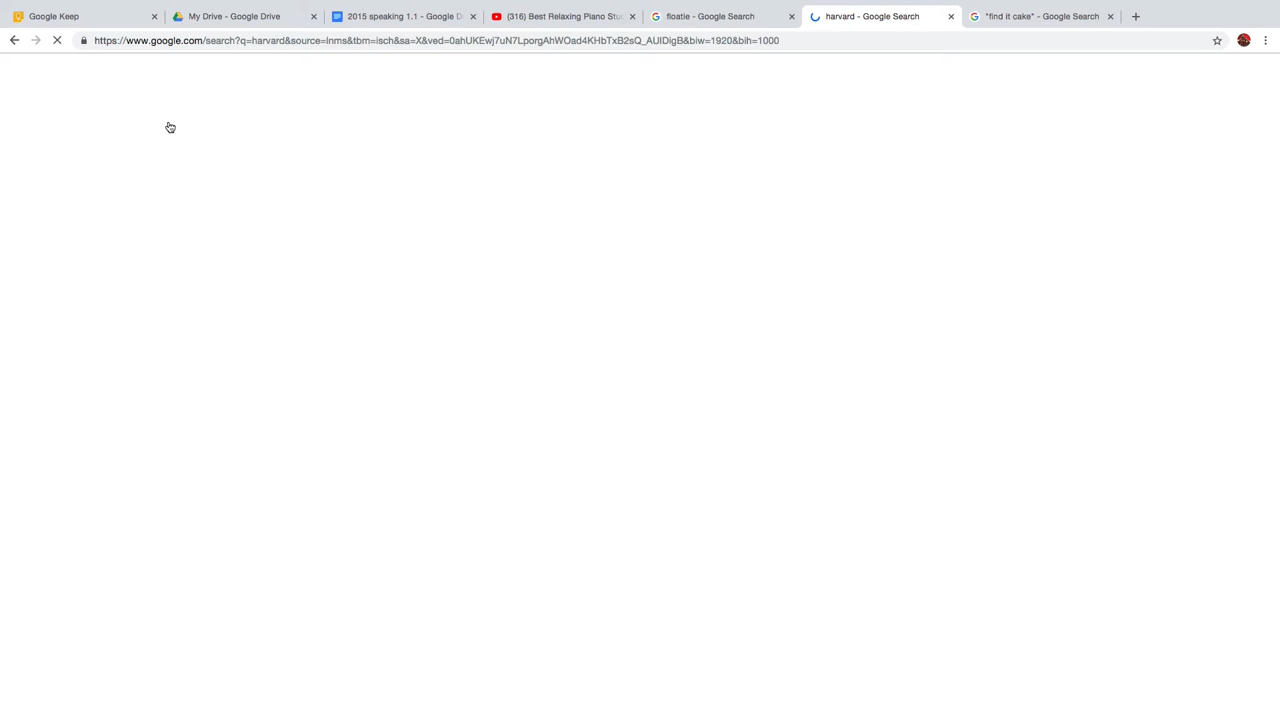 Google Keep
My Drive - Google Drive
2015 speaking 1.1 - Google D
(316) Best Relaxing Piano Stu
floatie - Google Search
harvard - Google Search
"find it cake" - Google Search
https://www.google.com/search?q=harvard&source=lnms&tbm=isch&sa=X&ved=0ahUKEwj7uN7LporgAhWOad4KHbTxB2sQ_AUIDigB&biw=1920&bih=1000